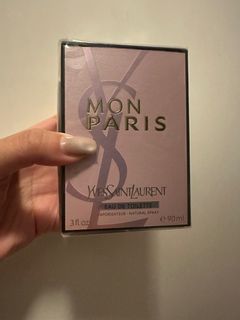 MON
PARIS
YVESSAINTLAURENT
EAU DE TOILETTE
VAPORISATEUR - NATURAL SPRAY
3 fl oz e 90 ml